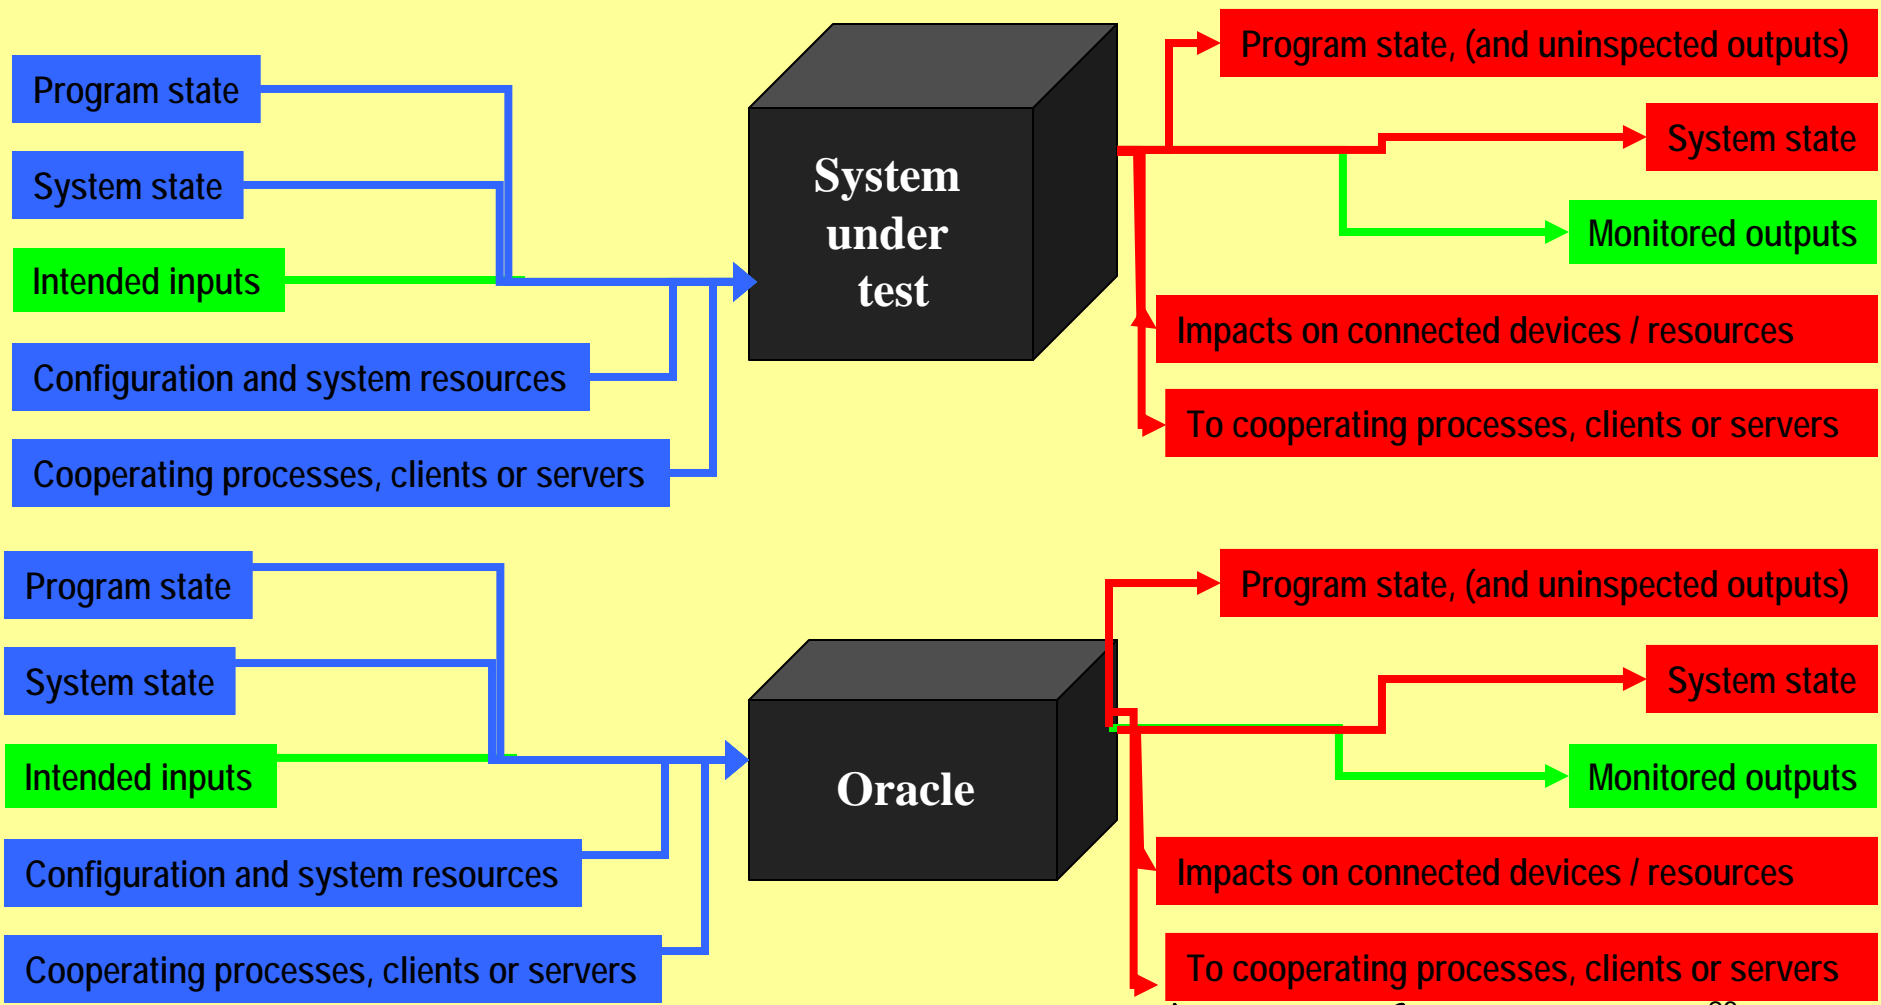 Program state
System state
Intended inputs
Configuration and system resources
Cooperating processes, clients or servers
System
under
test
Program state, (and uninspected outputs)
System state
Monitored outputs
Impacts on connected devices / resources
To cooperating processes, clients or servers
Program state
System state
Intended inputs
Configuration and system resources
Cooperating processes, clients or servers
Oracle
Program state, (and uninspected outputs)
System state
Monitored outputs
Impacts on connected devices / resources
To cooperating processes, clients or servers